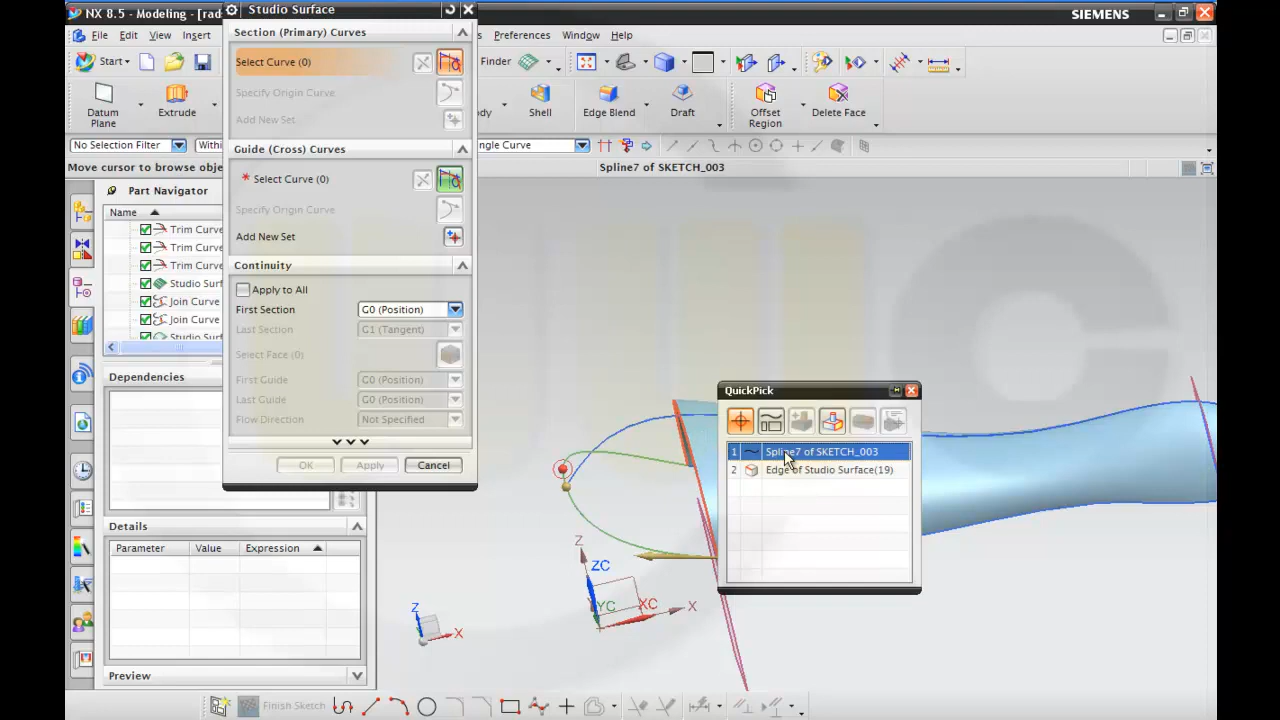 NX 8.5 - Modeling - [rad
Studio Surface
SIEMENS
File Edit View Insert
Preferences Window Help
Section (Primary) Curves
Start
Select Curve (0)
Finder
Specify Origin Curve
Add New Set
Datum Plane
Extrude
Shell
Edge Blend
Draft
Offset Region
Delete Face
No Selection Filter
Withi
ngle Curve
Guide (Cross) Curves
Move cursor to browse obje
Spline7 of SKETCH_003
* Select Curve (0)
Part Navigator
Specify Origin Curve
Name
Trim Curve
Add New Set
Trim Curve
Trim Curve
Continuity
Studio Surf
Apply to All
Join Curve
First Section G0 (Position)
Join Curve
Last Section G1 (Tangent)
Studio Surf
Select Face (0)
Dependencies
First Guide G0 (Position)
Last Guide G0 (Position)
Flow Direction Not Specified
OK Apply Cancel
QuickPick
1 Spline7 of SKETCH_003
2 Edge of Studio Surface(19)
Details
Parameter Value Expression
Z
ZC
YC XC X
Z
X
Preview
Finish Sketch